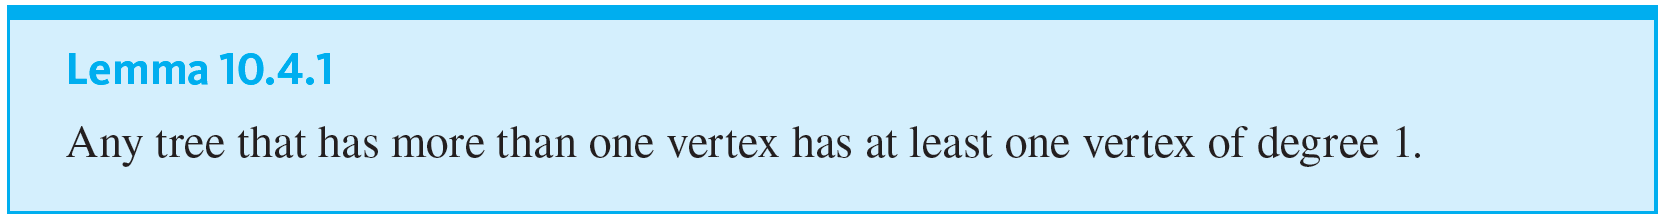 Lemma 10.4.1
Any tree that has more than one vertex has at least one vertex of degree 1.